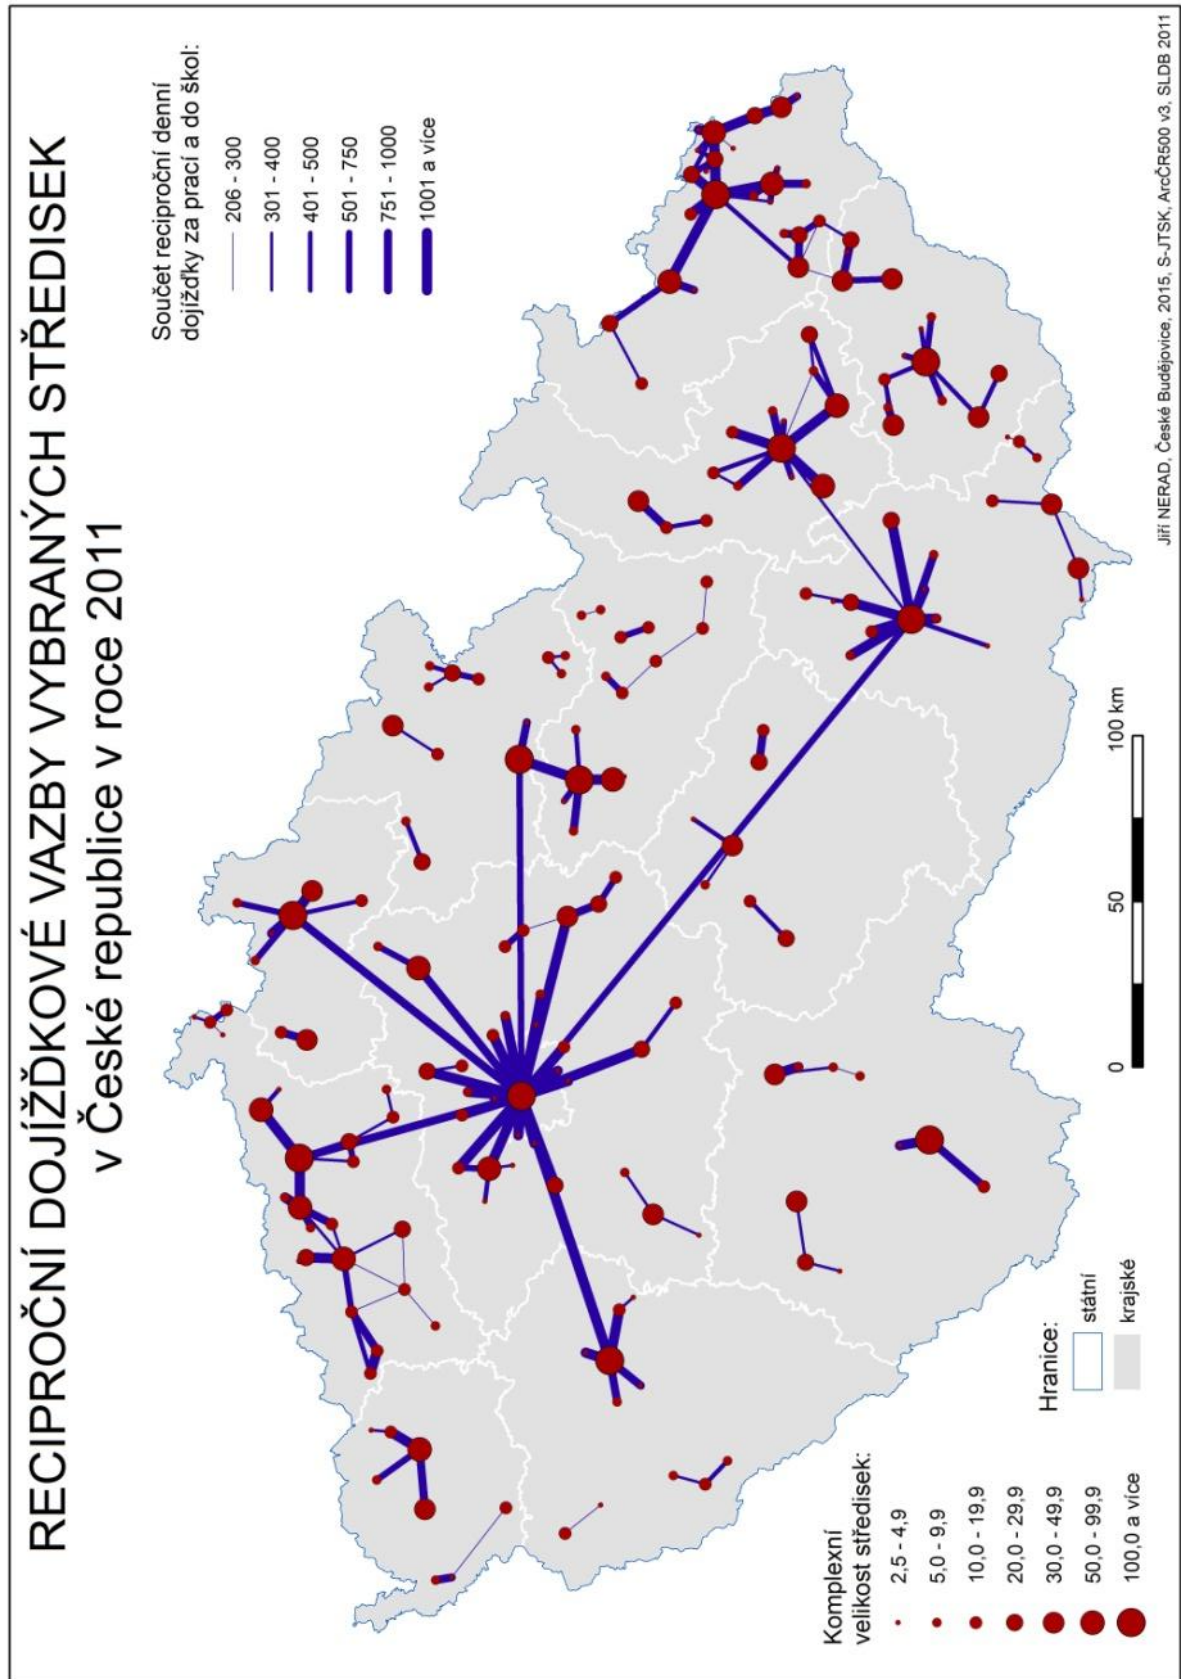 RECIPROČNÍ DOJÍŽĎKOVÉ VAZBY VYBRANÝCH STŘEDISEK
v České republice v roce 2011
Součet reciproční denní
dojížďky za prací a do škol:
206 - 300
301 - 400
401 - 500
501 - 750
751 - 1000
1001 a více
Komplexní
velikost středisek:
2,5 - 4,9
5,0 - 9,9
10,0 - 19,9
20,0 - 29,9
30,0 - 49,9
50,0 - 99,9
100,0 a více
Hranice:
státní
krajské
0 50 100 km
Jiří NERAD, České Budějovice, 2015, S-JTSK, ArcČR500 v3, SLDB 2011